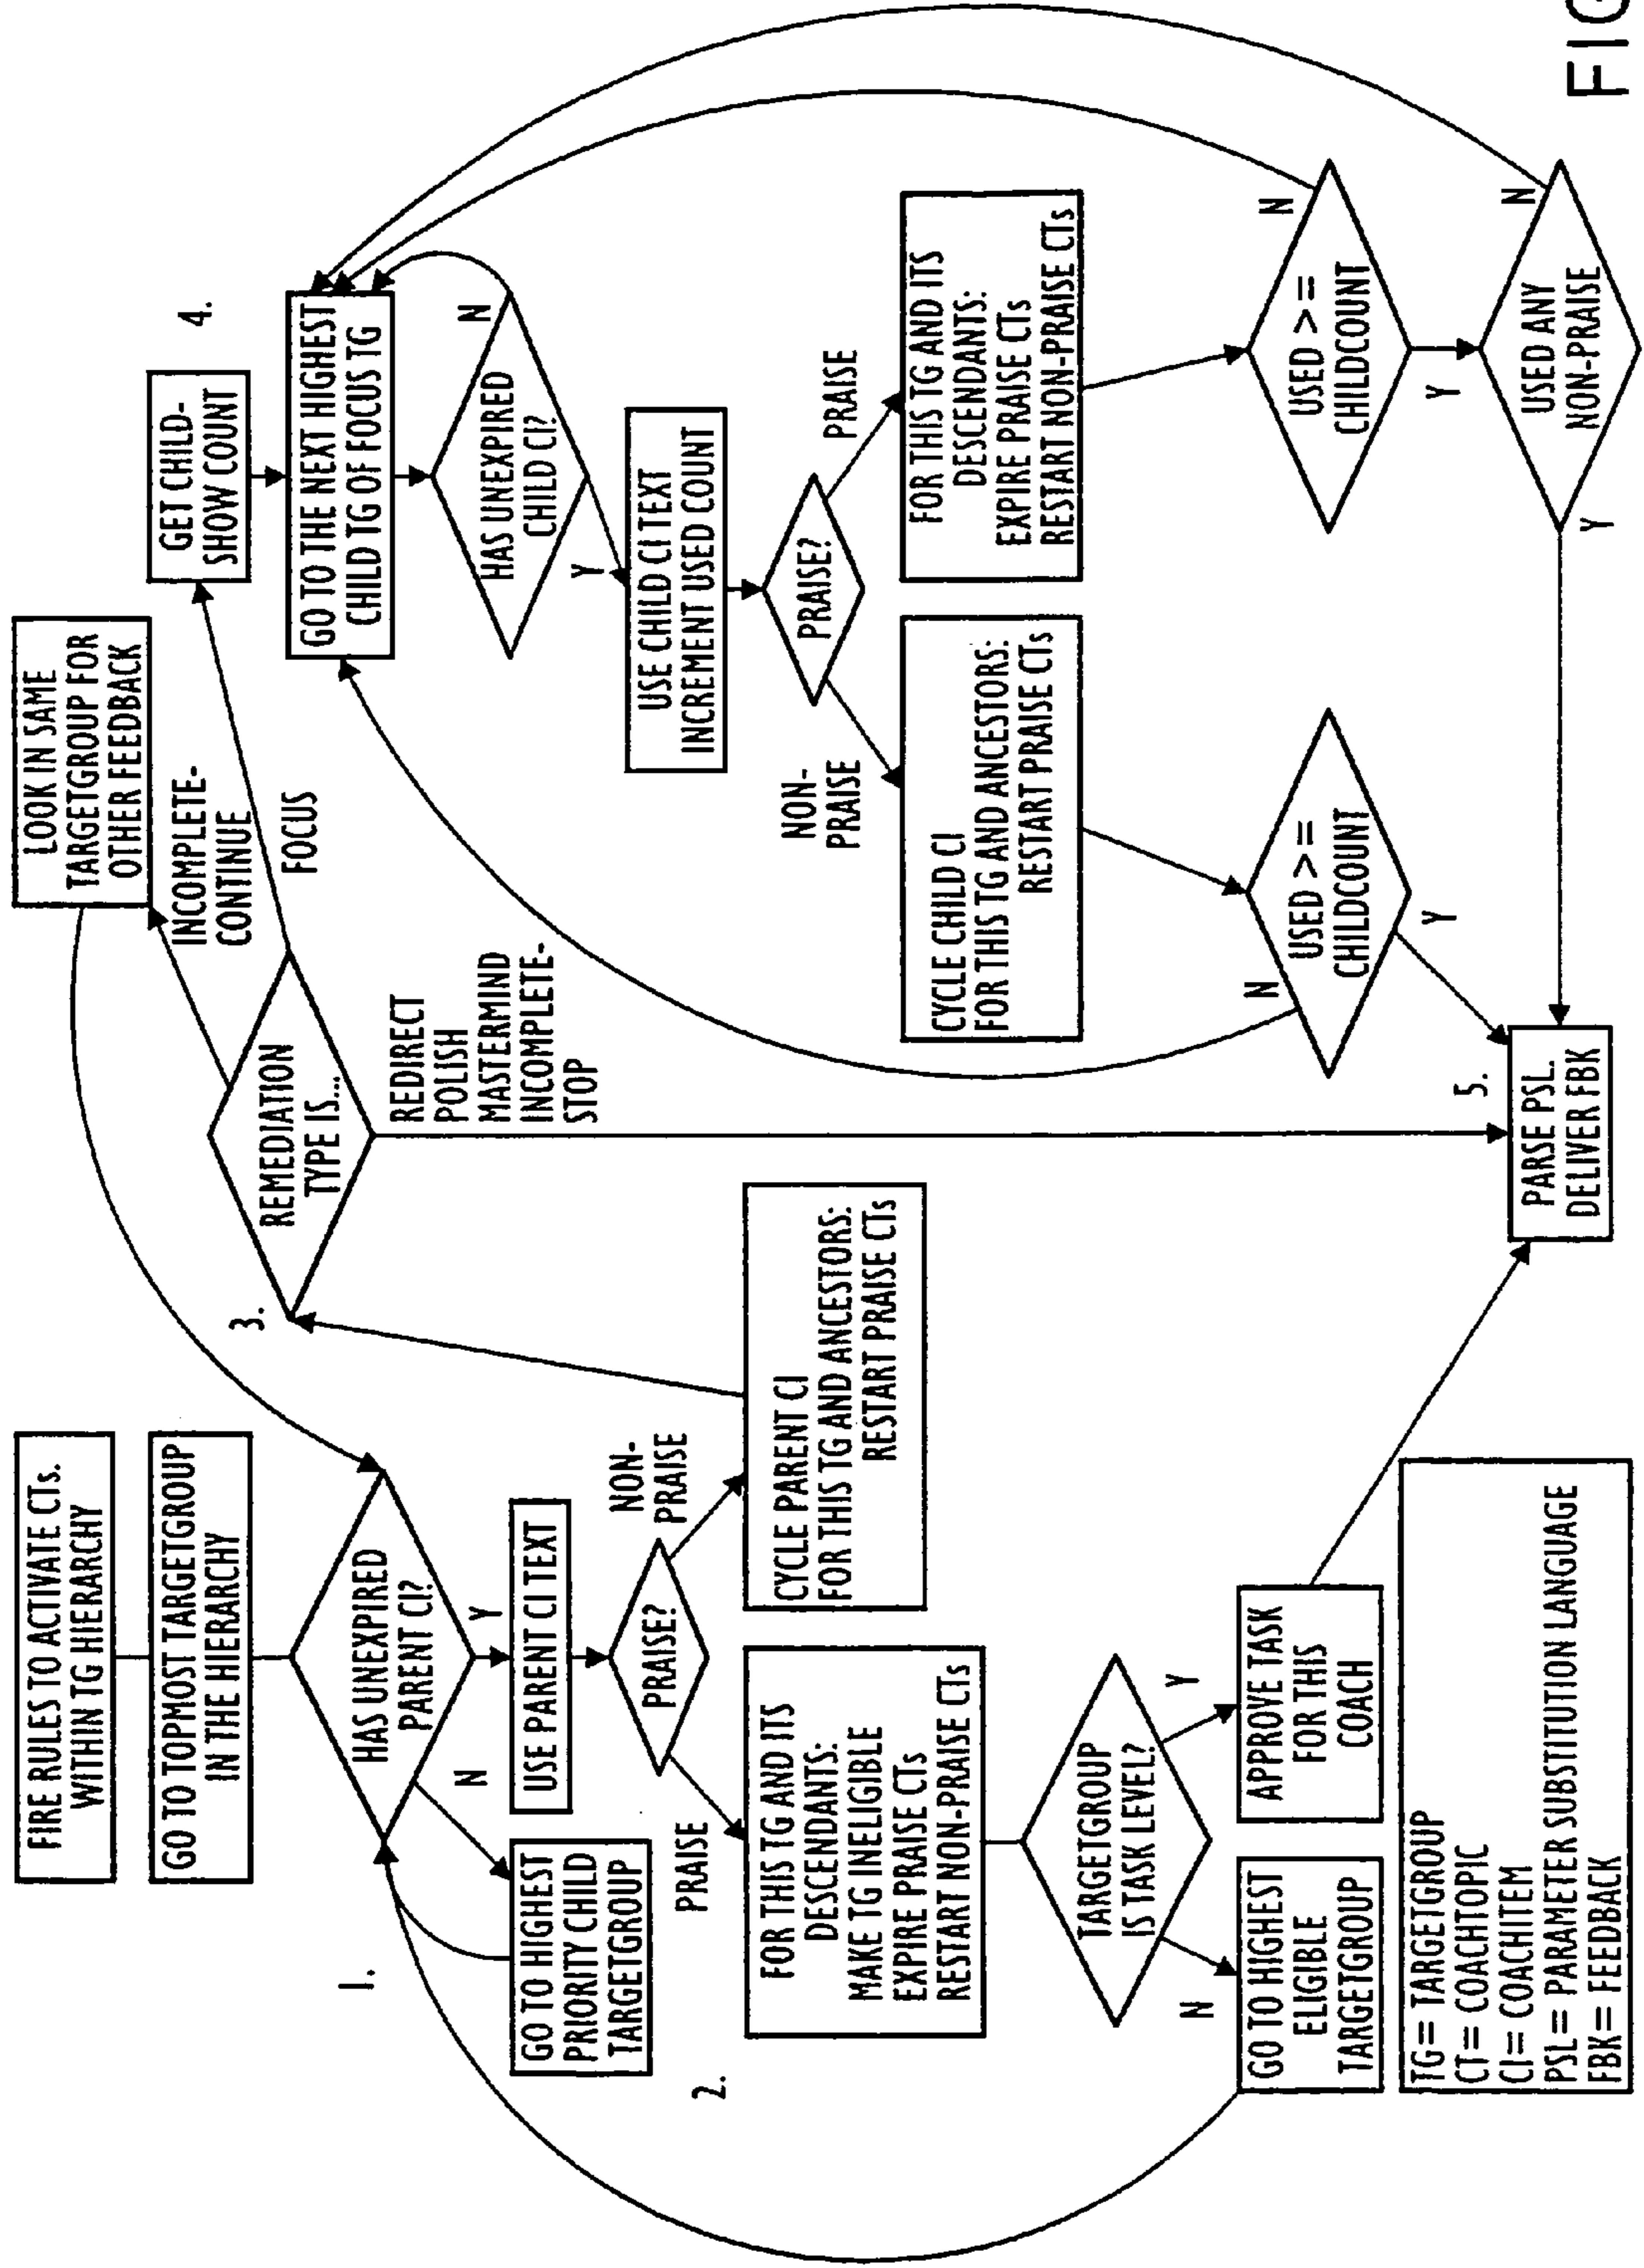 FIRE RULES TO ACTIVATE CTs.
WITHIN TG HIERARCHY
GO TO TOPMOST TARGETGROUP
IN THE HIERARCHY
1.
HAS UNEXPIRED
PARENT CI?
N
Y
GO TO HIGHEST
PRIORITY CHILD
TARGETGROUP
USE PARENT CI TEXT
PRAISE?
PRAISE
NON-
PRAISE
2.
FOR THIS TG AND ITS
DESCENDANTS:
MAKE TG INELIGIBLE
EXPIRE PRAISE CTs
RESTART NON-PRAISE CTs
CYCLE PARENT CI
FOR THIS TG AND ANCESTORS:
RESTART PRAISE CTs
TARGETGROUP
IS TASK LEVEL?
N
Y
GO TO HIGHEST
ELIGIBLE
TARGETGROUP
APPROVE TASK
FOR THIS
COACH
TG= TARGETGROUP
CT= COACHTOPIC
CI= COACHITEM
PSL= PARAMETER SUBSTITUTION LANGUAGE
FBK= FEEDBACK
3.
REMEDIATION
TYPE IS...
INCOMPLETE-
CONTINUE
FOCUS
REDIRECT
POLISH
MASTERMIND
INCOMPLETE-
STOP
LOOK IN SAME
TARGETGROUP FOR
OTHER FEEDBACK
4.
GET CHILD-
SHOW COUNT
GO TO THE NEXT HIGHEST
CHILD TG OF FOCUS TG
HAS UNEXPIRED
CHILD CI?
N
Y
USE CHILD CI TEXT
INCREMENT USED COUNT
PRAISE?
NON-
PRAISE
PRAISE
CYCLE CHILD CI
FOR THIS TG AND ANCESTORS:
RESTART PRAISE CTs
FOR THIS TG AND ITS
DESCENDANTS:
EXPIRE PRAISE CTs
RESTART NON-PRAISE CTs
USED >=
CHILDCOUNT
N
Y
USED >=
CHILDCOUNT
N
Y
USED ANY
NON-PRAISE
N
Y
5.
PARSE PSL.
DELIVER FBK